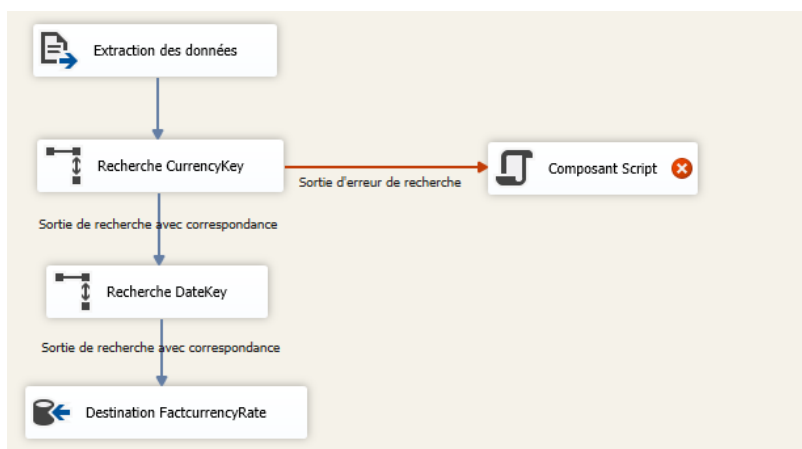 Extraction des données
Recherche CurrencyKey
Sortie d'erreur de recherche
Composant Script
Sortie de recherche avec correspondance
Recherche DateKey
Sortie de recherche avec correspondance
Destination FactcurrencyRate